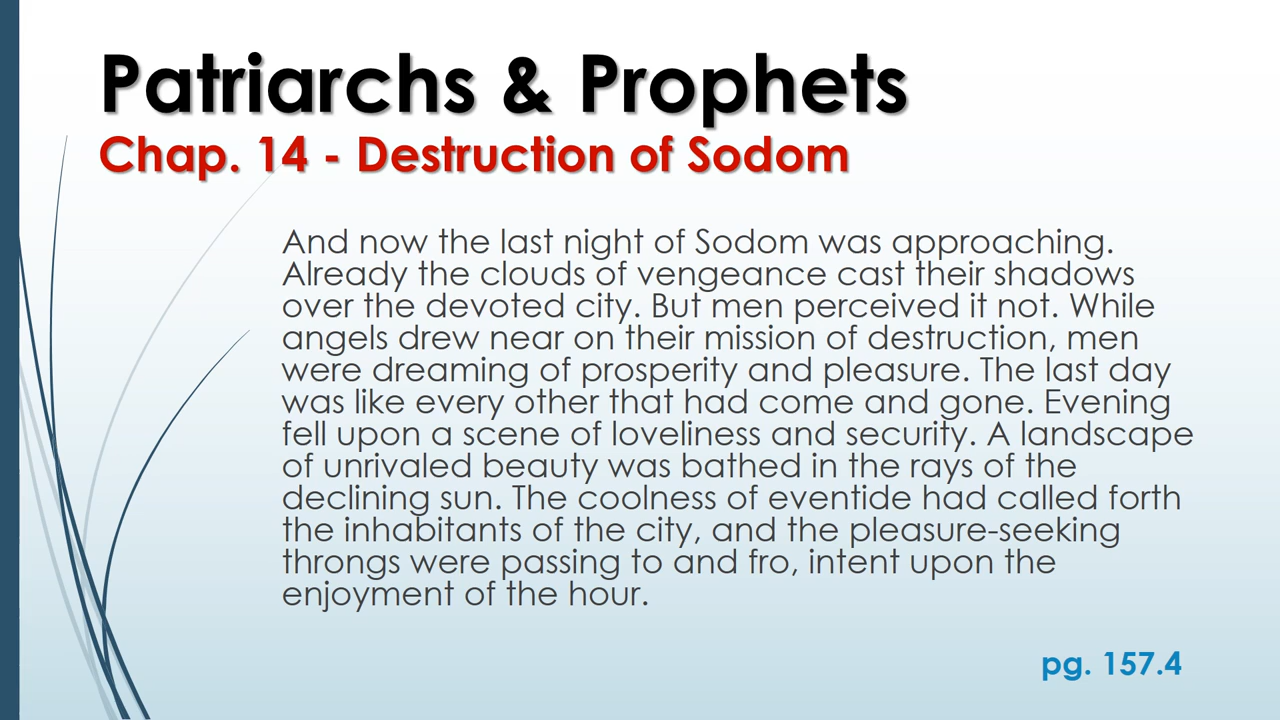 Patriarchs & Prophets
Chap. 14 - Destruction of Sodom
And now the last night of Sodom was approaching.
Already the clouds of vengeance cast their shadows
over the devoted city. But men perceived it not. While
angels drew near on their mission of destruction, men
were dreaming of prosperity and pleasure. The last day
was like every other that had come and gone. Evening
fell upon a scene of loveliness and security. A landscape
of unrivaled beauty was bathed in the rays of the
declining sun. The coolness of eventide had called forth
the inhabitants of the city, and the pleasure-seeking
throngs were passing to and fro, intent upon the
enjoyment of the hour.
pg. 157.4